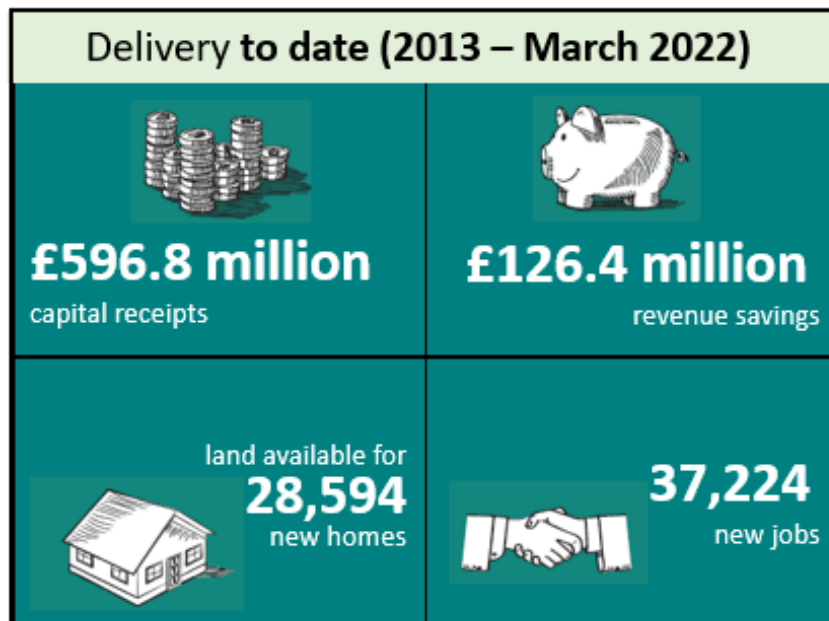 Delivery to date (2013 – March 2022)
£596.8 million
capital receipts
£126.4 million
revenue savings
land available for
28,594
new homes
37,224
new jobs